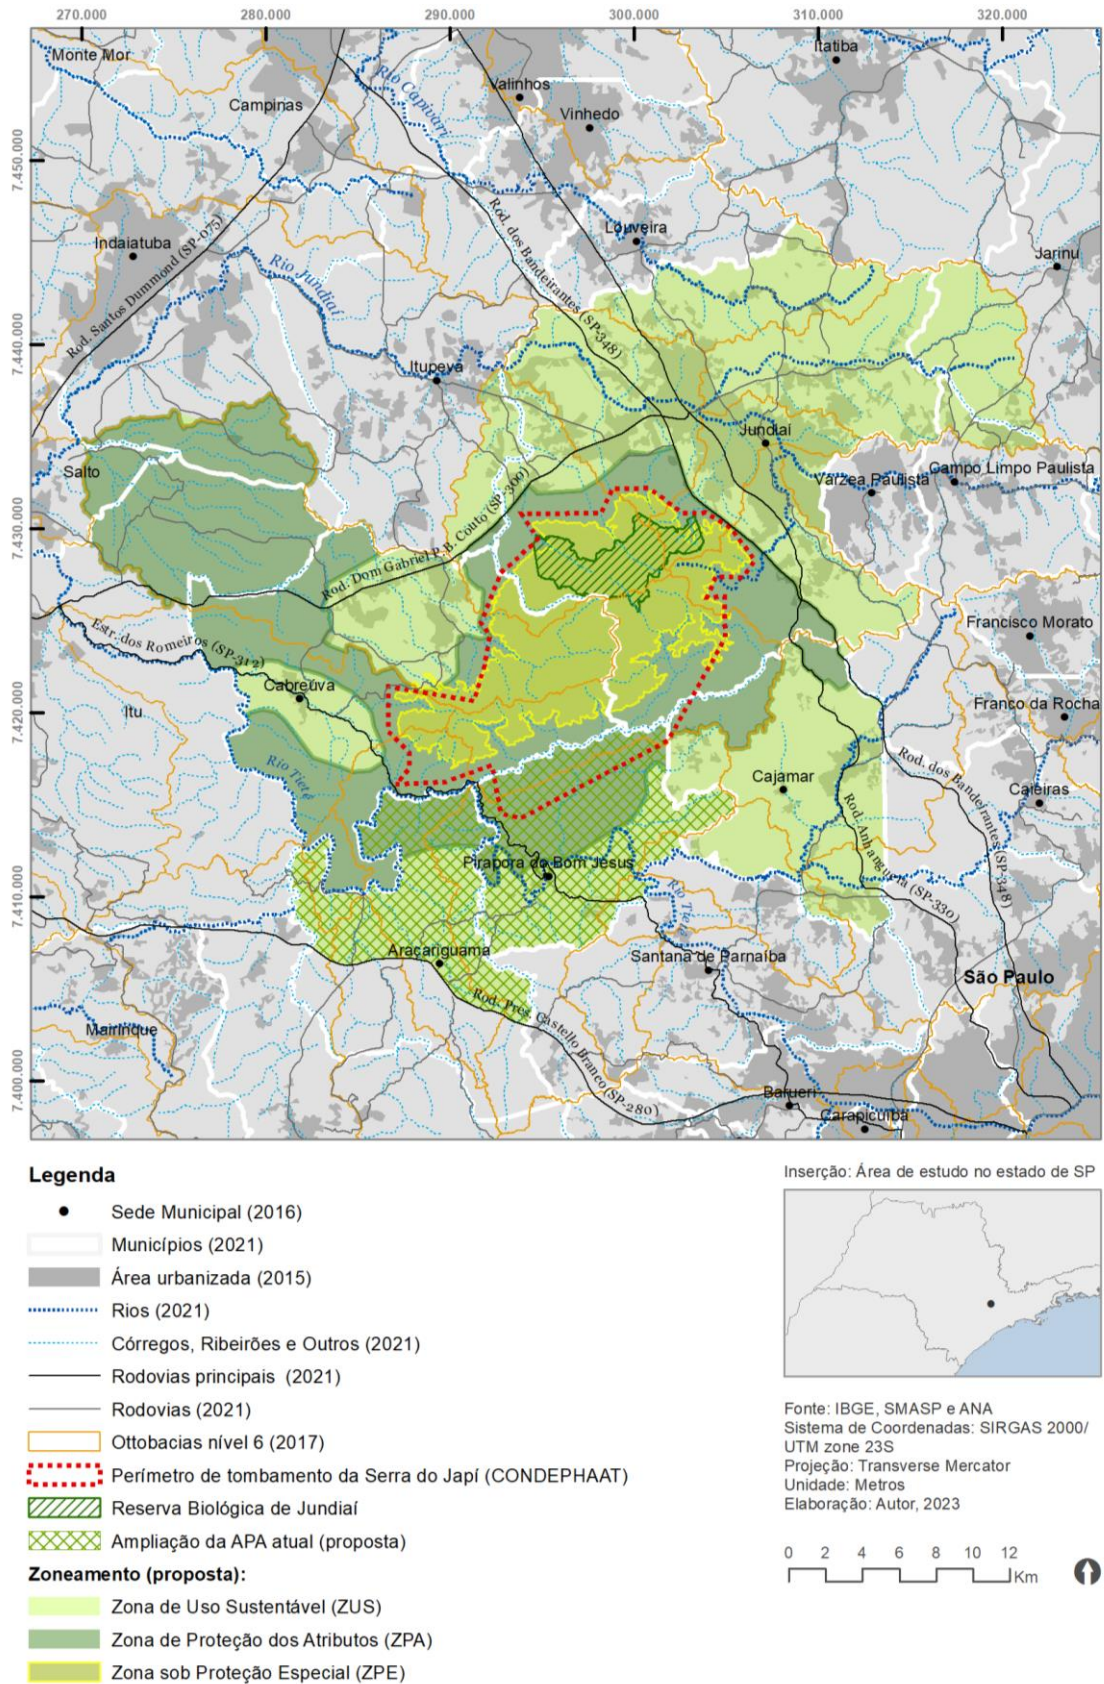 270.000 280.000 290.000 300.000 310.000 320.000
Monte Mor
Itatiba
Rio Capivari
Valinhos
Campinas
Vinhedo
7.450.000
Rod. Santos Dummond (SP-075)
Rod. dos Bandeirantes (SP-348)
Louveira
Indaiatuba
Jarinu
Rio Jundiaí
7.440.000
Itupeva
Jundiaí
Salto
Campo Limpo Paulista
Varzea Paulista
7.430.000
Rod. Dom Gabriel P. B. Couto (SP-300)
Francisco Morato
Estr. dos Romeiros (SP-312)
Cabreúva
Itu
Franco da Rocha
7.420.000
Rio Tietê
Rod. dos Bandeirantes (SP-348)
Cajamar
Caieiras
Rod. Anhanguera (SP-330)
Pirapora do Bom Jesus
7.410.000
Rio Tietê
Araçariguama
Santana de Parnaíba
São Paulo
Rod. Pres. Castello Branco (SP-280)
Mairinque
7.400.000
Barueri
Carapicuíba
Legenda
Sede Municipal (2016)
Municípios (2021)
Área urbanizada (2015)
Rios (2021)
Córregos, Ribeirões e Outros (2021)
Rodovias principais (2021)
Rodovias (2021)
Ottobacias nível 6 (2017)
Perímetro de tombamento da Serra do Japí (CONDEPHAAT)
Reserva Biológica de Jundiaí
Ampliação da APA atual (proposta)
Zoneamento (proposta):
Zona de Uso Sustentável (ZUS)
Zona de Proteção dos Atributos (ZPA)
Zona sob Proteção Especial (ZPE)
Inserção: Área de estudo no estado de SP
Fonte: IBGE, SMASP e ANA
Sistema de Coordenadas: SIRGAS 2000/
UTM zone 23S
Projeção: Transverse Mercator
Unidade: Metros
Elaboração: Autor, 2023
0 2 4 6 8 10 12
Km